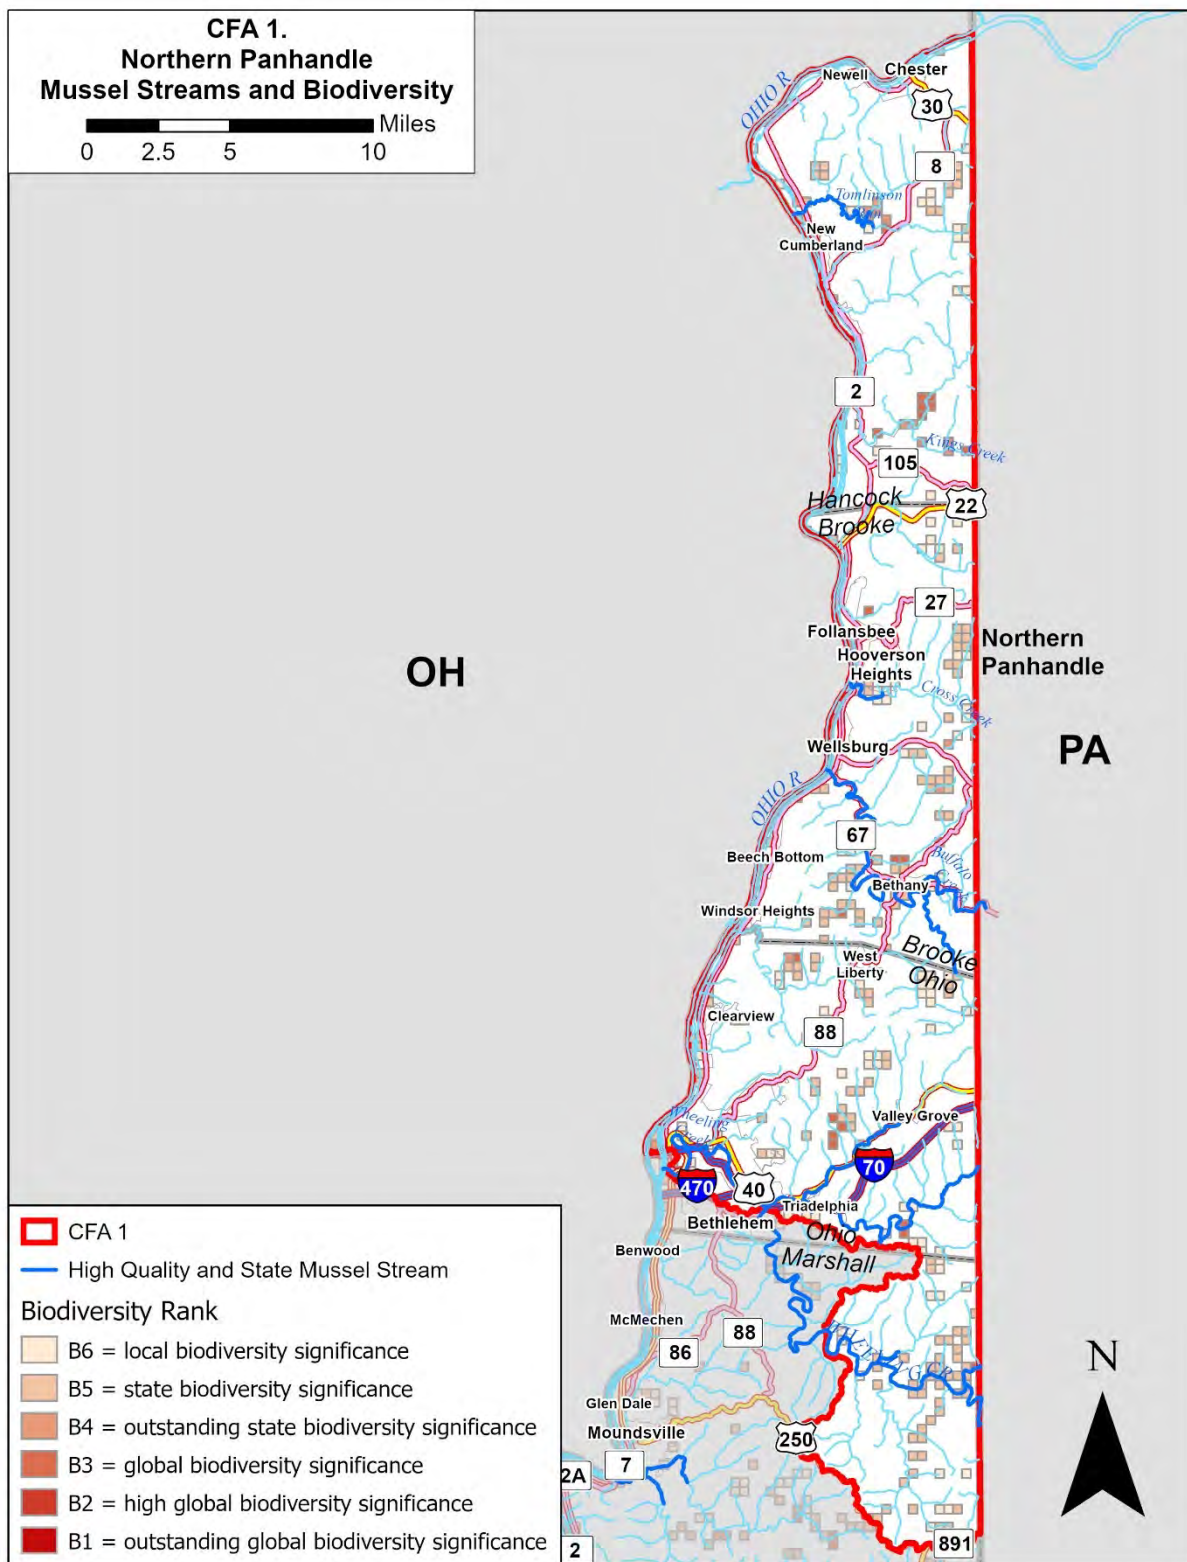 CFA 1.
Northern Panhandle
Mussel Streams and Biodiversity
Miles
0 2.5 5 10
Newell
Chester
OHIO R
30
8
Tomlinson
Run
New
Cumberland
2
Kings Creek
105
Hancock
22
Brooke
27
Follansbee
Northern
Panhandle
Hooverson
Heights
OH
Cross Creek
PA
Wellsburg
OHIO R
67
Beech Bottom
Buffalo
Creek
Bethany
Windsor Heights
Brooke
West
Liberty
Ohio
Clearview
88
Wheeling
Creek
Valley Grove
70
470
40
Triadelphia
Bethlehem
Ohio
Marshall
Benwood
McMechen
88
86
WHEELING CR
Glen Dale
Moundsville
250
7
2A
2
891
N
CFA 1
High Quality and State Mussel Stream
Biodiversity Rank
B6 = local biodiversity significance
B5 = state biodiversity significance
B4 = outstanding state biodiversity significance
B3 = global biodiversity significance
B2 = high global biodiversity significance
B1 = outstanding global biodiversity significance